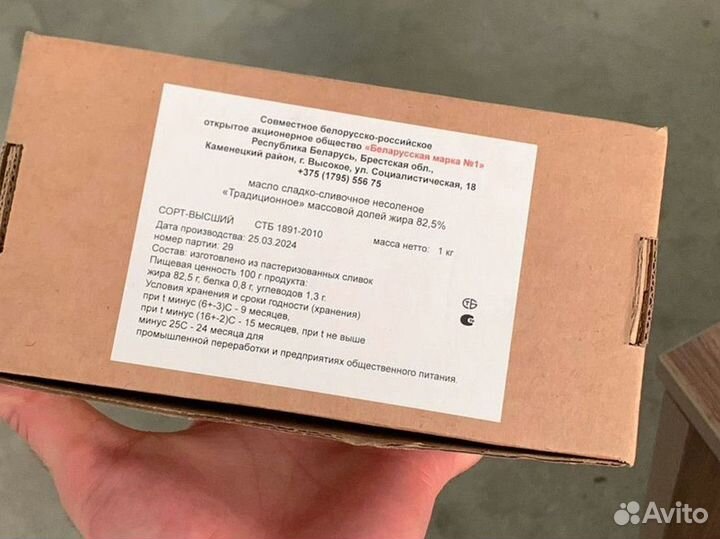 Совместное белорусско-российское
открытое акционерное общество «Беларусская марка №1»
Республика Беларусь, Брестская обл.,
Каменецкий район, г. Высокое, ул. Социалистическая, 18
+375 (1795) 556 75
масло сладко-сливочное несоленое
«Традиционное» массовой долей жира 82,5%
СОРТ-ВЫСШИЙ СТБ 1891-2010 масса нетто: 1 кг
Дата производства: 25.03.2024
номер партии: 29
Состав: изготовлено из пастеризованных сливок
Пищевая ценность 100 г продукта:
жира 82,5 г, белка 0,8 г, углеводов 1,3 г.
Условия хранения и сроки годности (хранения)
при t минус (6+-3)С - 9 месяцев,
при t минус (16+-2)С - 15 месяцев, при t не выше
минус 25С - 24 месяца для
промышленной переработки и предприятиях общественного питания.
Avito